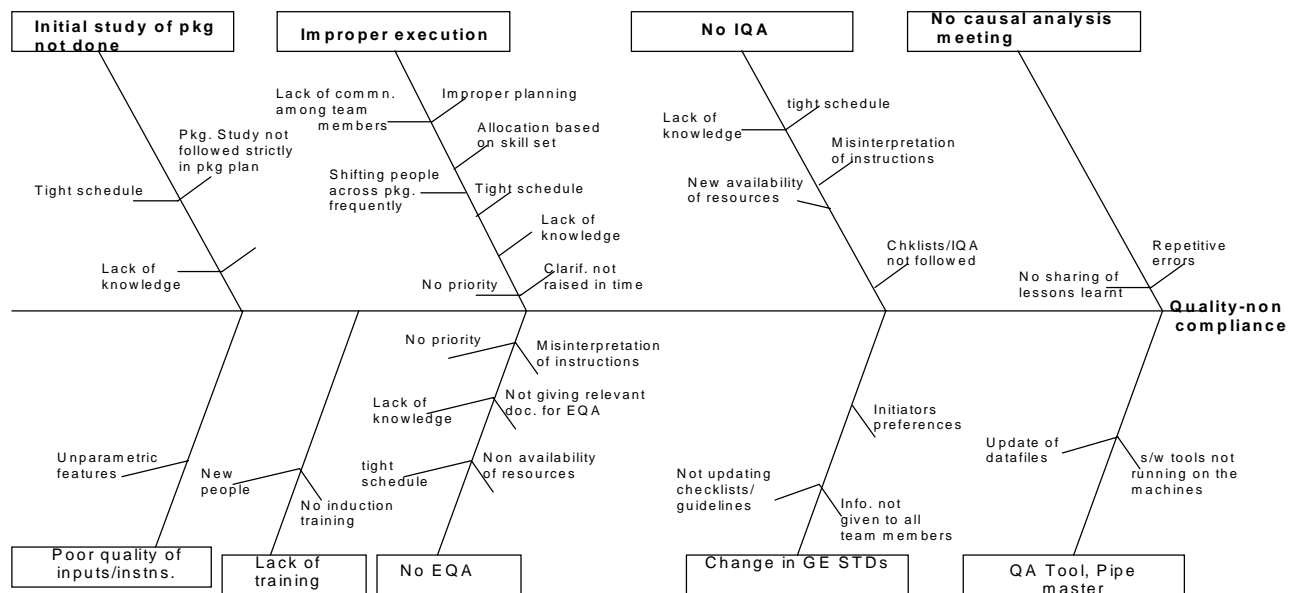 Initial study of pkg
not done
Improper execution
No IQA
No causal analysis
meeting
Lack of commn.
among team
members
Improper planning
Allocation based
on skill set
Pkg. Study not
followed strictly
in pkg plan
Tight schedule
Shifting people
across pkg.
frequently
Tight schedule
Lack of
knowledge
Lack of
knowledge
No priority
Clarif. not
raised in time
Lack of
knowledge
tight schedule
Misinterpretation
of instructions
New availability
of resources
Chklists/IQA
not followed
No sharing of
lessons learnt
Repetitive
errors
Quality-non
compliance
No priority
Misinterpretation
of instructions
Lack of
knowledge
Not giving relevant
doc. for EQA
Unparametric
features
New
people
No induction
training
tight
schedule
Non availability
of resources
Initiators
preferences
Not updating
checklists/
guidelines
Info. not
given to all
team members
Update of
datafiles
s/w tools not
running on the
machines
Poor quality of
inputs/instns.
Lack of
training
No EQA
Change in GE STDs
QA Tool, Pipe
master